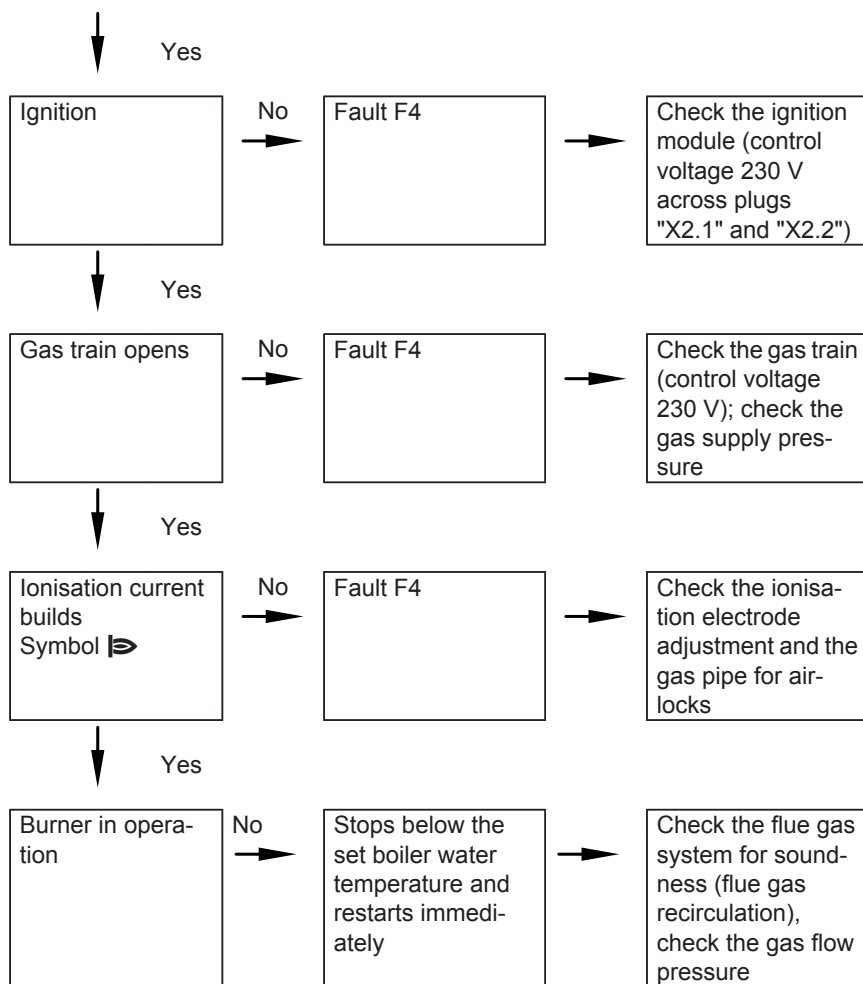 Yes
Ignition
No
Fault F4
Check the ignition
module (control
voltage 230 V
across plugs
"X2.1" and "X2.2")
Yes
Gas train opens
No
Fault F4
Check the gas train
(control voltage
230 V); check the
gas supply pres-
sure
Yes
Ionisation current
builds
Symbol
No
Fault F4
Check the ionisa-
tion electrode
adjustment and the
gas pipe for air-
locks
Yes
Burner in opera-
tion
No
Stops below the
set boiler water
temperature and
restarts immedi-
ately
Check the flue gas
system for sound-
ness (flue gas
recirculation),
check the gas flow
pressure